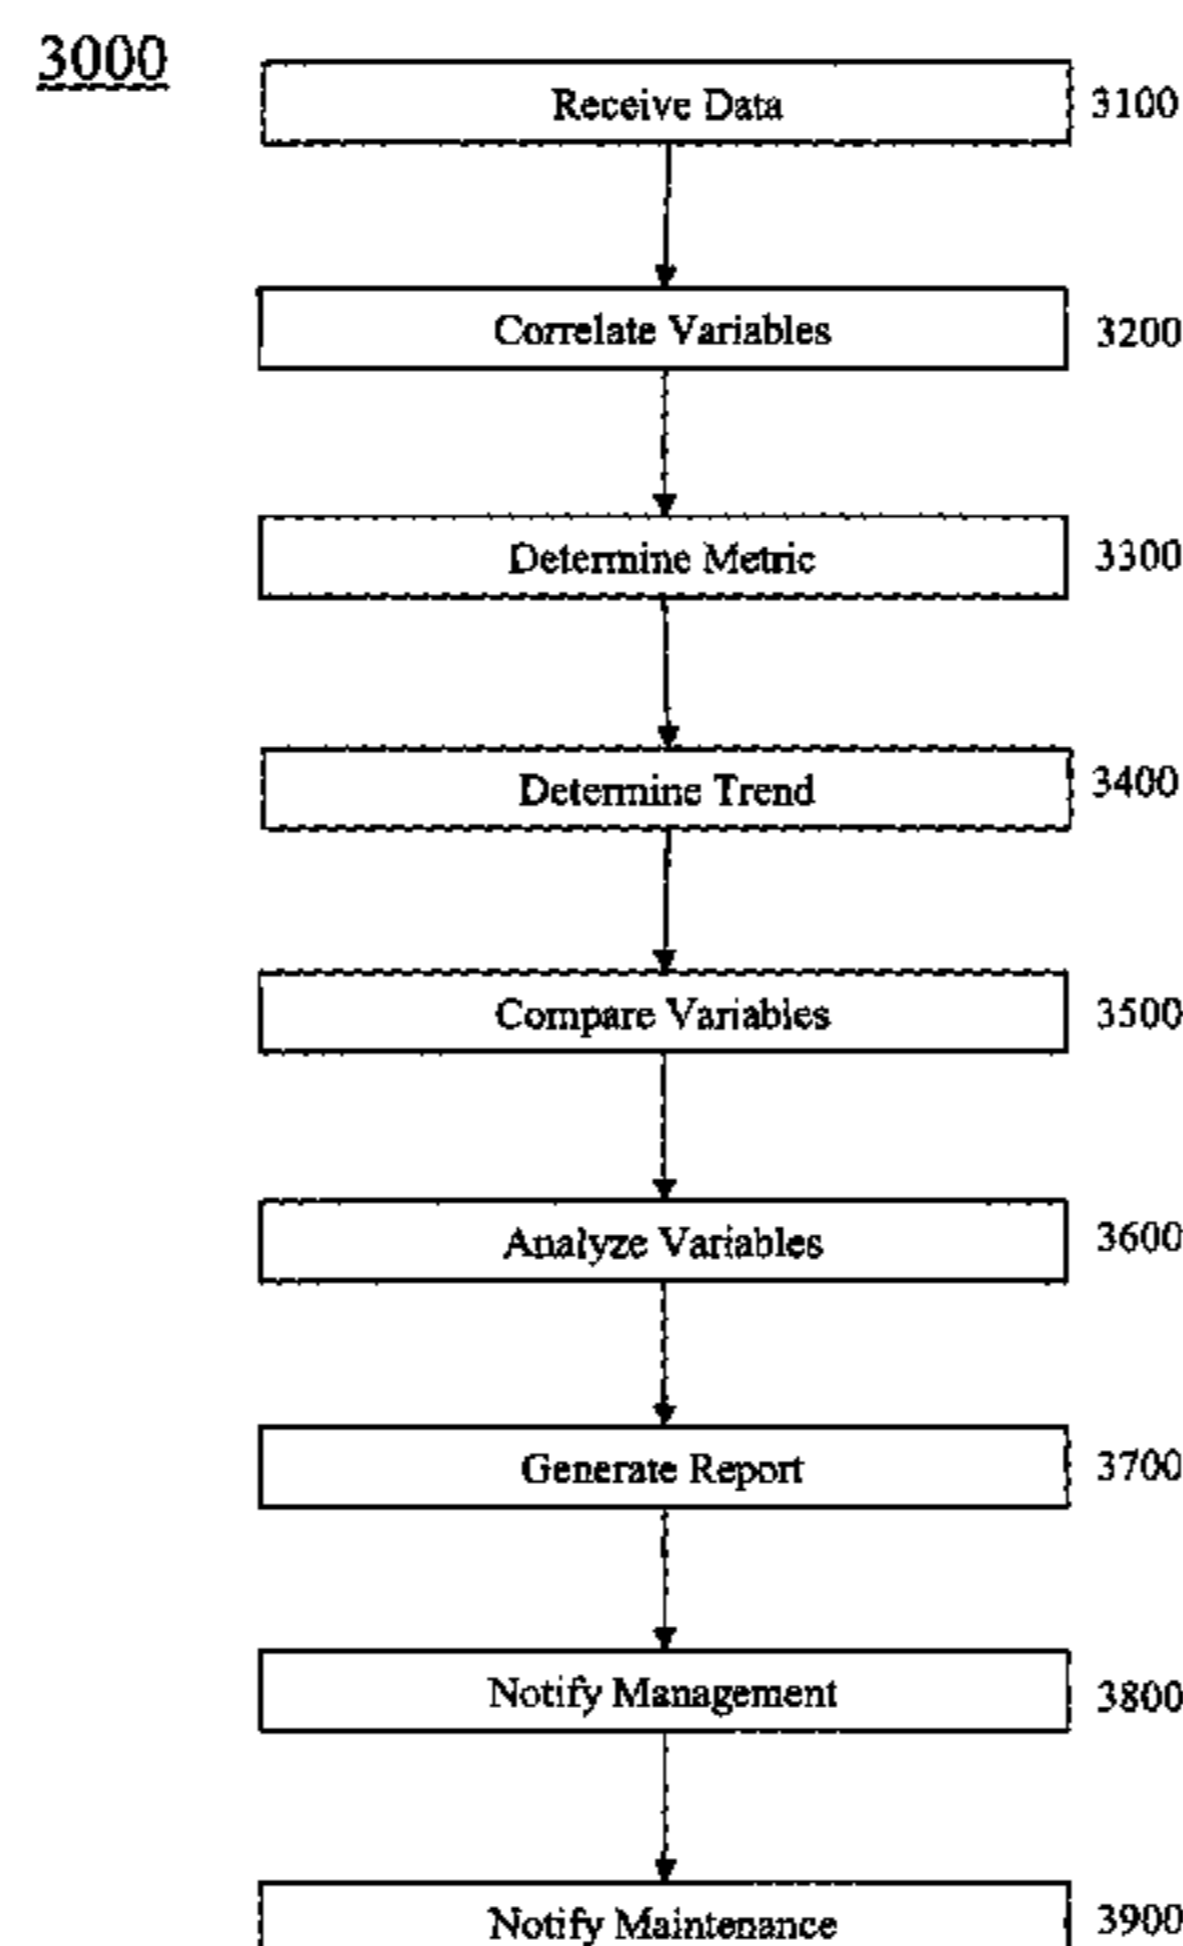 3000
Receive Data 3100
Correlate Variables 3200
Determine Metric 3300
Determine Trend 3400
Compare Variables 3500
Analyze Variables 3600
Generate Report 3700
Notify Management 3800
Notify Maintenance 3900